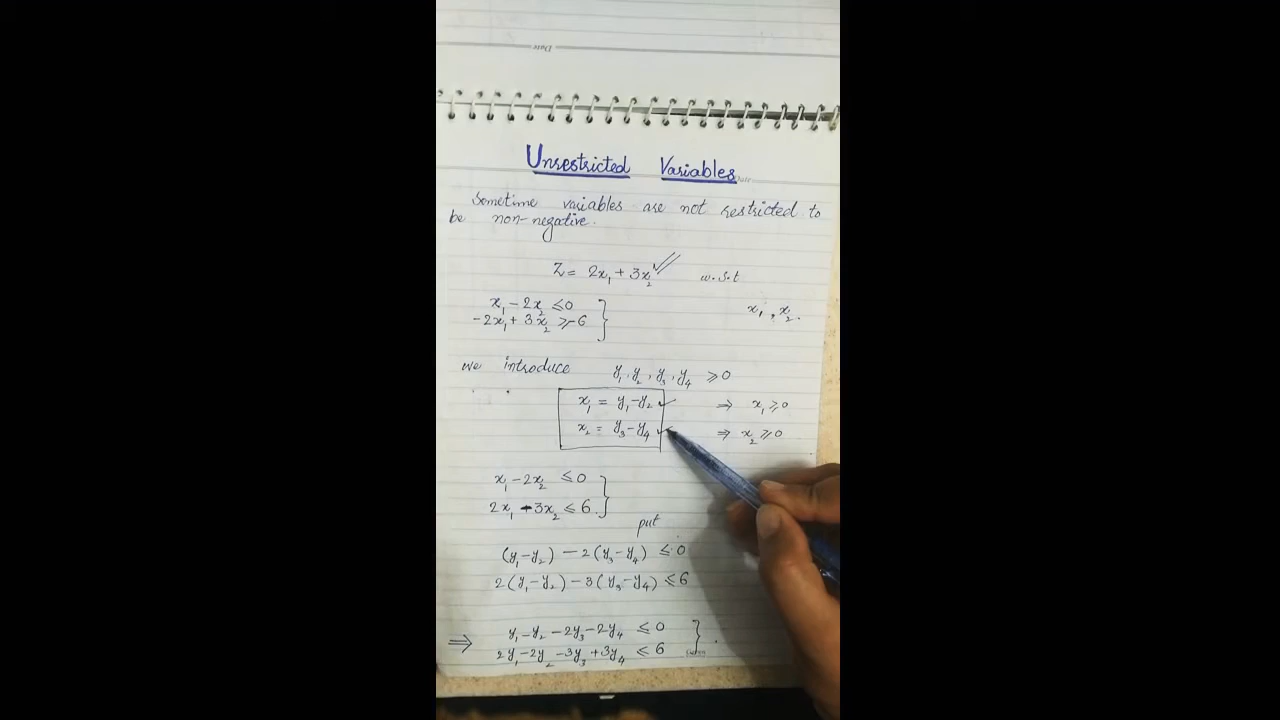 Date
Unrestricted Variables
Date
Sometime variables are not restricted to
be non-negative.
Z = 2x₁ + 3x₂ w.s.t
x₁ - 2x₂ ≤ 0 x₁, x₂.
-2x₁ + 3x₂ ≥ -6
we introduce y₁, y₂, y₃, y₄ ≥ 0
x₁ = y₁ - y₂ ⇒ x₁ ≥ 0
x₂ = y₃ - y₄ ⇒ x₂ ≥ 0
x₁ - 2x₂ ≤ 0
2x₁ - 3x₂ ≤ 6
put
(y₁ - y₂) - 2(y₃ - y₄) ≤ 0
2(y₁ - y₂) - 3(y₃ - y₄) ≤ 6
⇒ y₁ - y₂ - 2y₃ - 2y₄ ≤ 0
2y₁ - 2y₂ - 3y₃ + 3y₄ ≤ 6